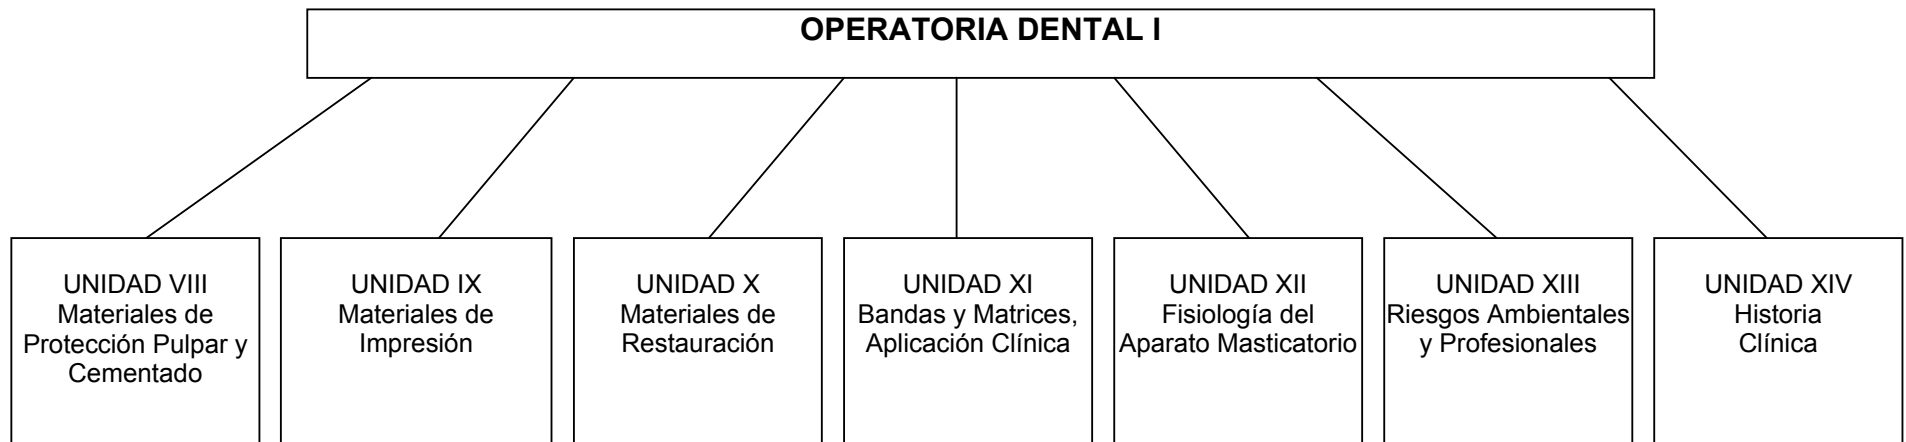 OPERATORIA DENTAL I
UNIDAD VIII
Materiales de
Protección Pulpar y
Cementado
UNIDAD IX
Materiales de
Impresión
UNIDAD X
Materiales de
Restauración
UNIDAD XI
Bandas y Matrices,
Aplicación Clínica
UNIDAD XII
Fisiología del
Aparato Masticatorio
UNIDAD XIII
Riesgos Ambientales
y Profesionales
UNIDAD XIV
Historia
Clínica